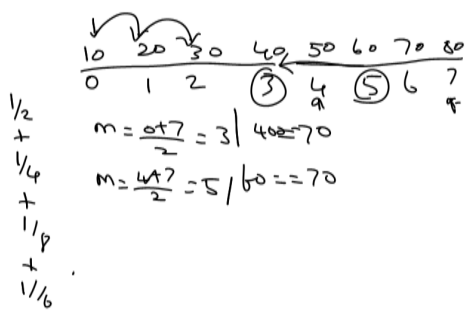 10 20 30 40 50 60 70 80
0 1 2 3 4 5 6 7
m = 0+7/2 = 3 | 40==70
m = 4+7/2 = 5 / 60 == 70
1/2
+
1/4
+
1/8
+
1/16